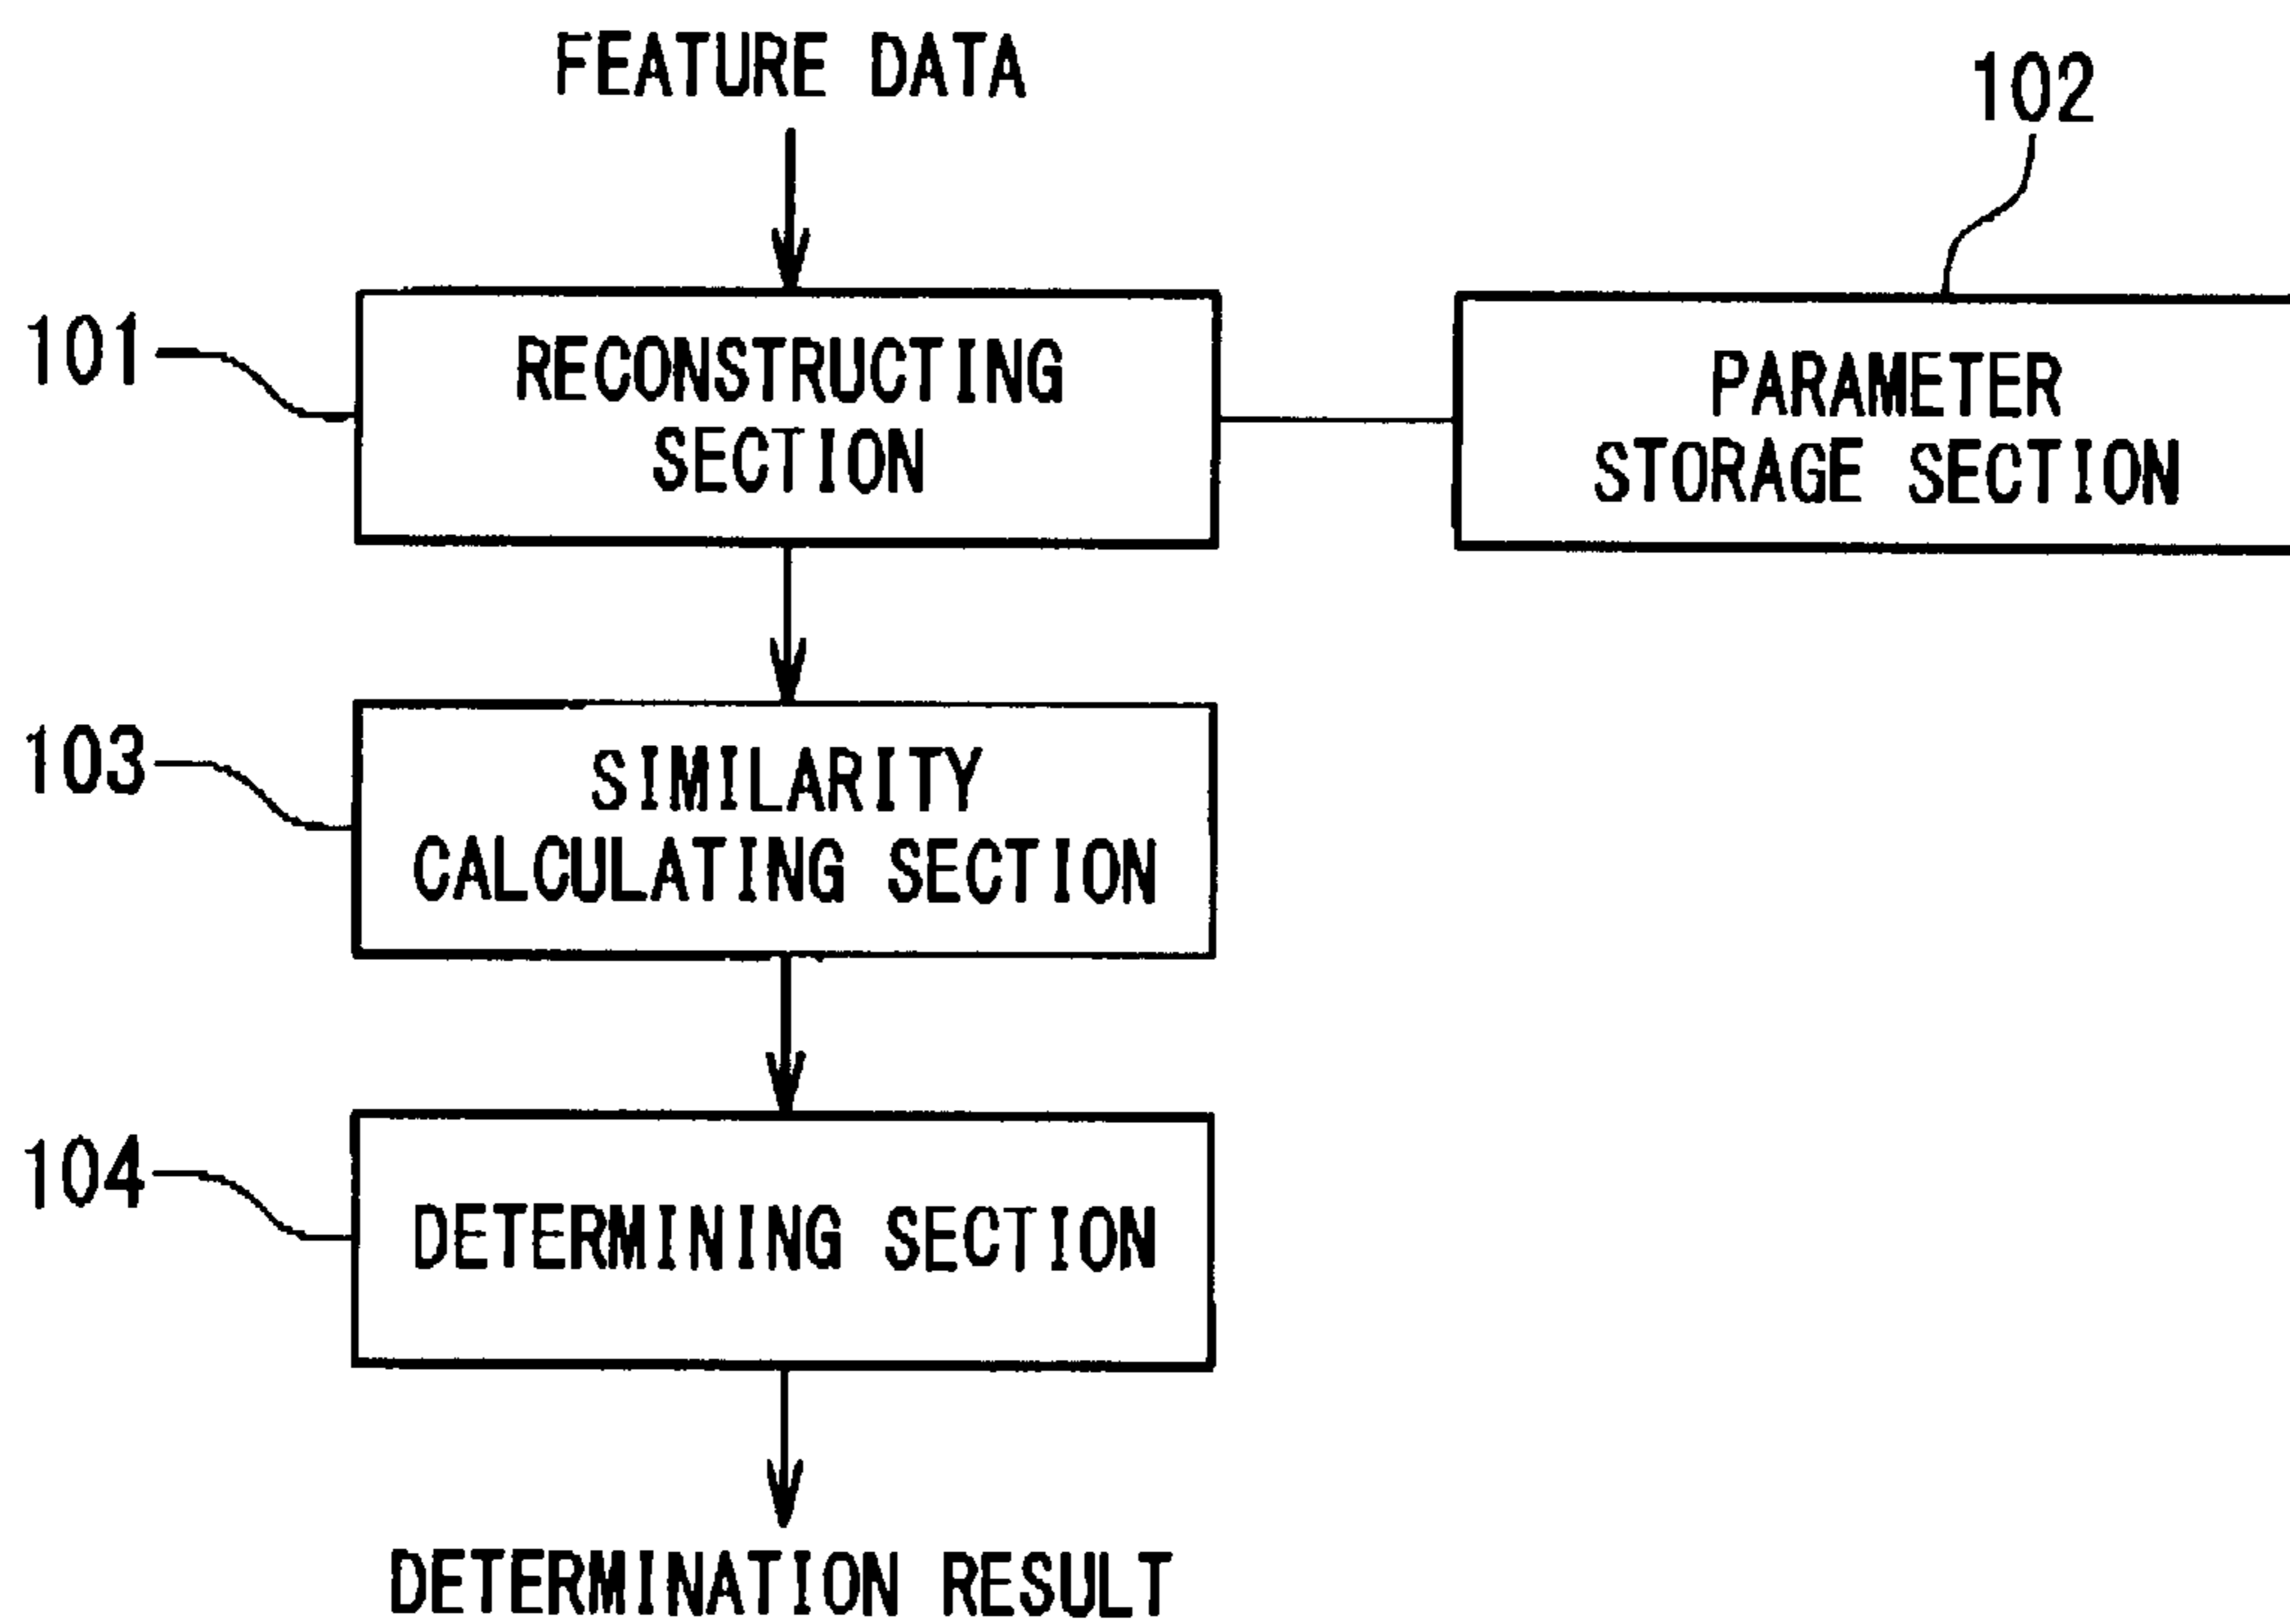 FEATURE DATA
102
101
RECONSTRUCTING
SECTION
PARAMETER
STORAGE SECTION
103
SIMILARITY
CALCULATING SECTION
104
DETERMINING SECTION
DETERMINATION RESULT